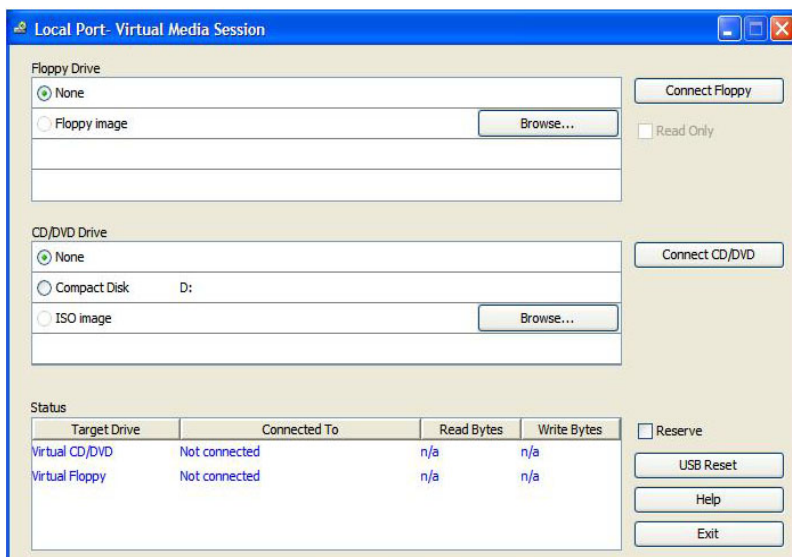 Local Port- Virtual Media Session
Floppy Drive
None
Connect Floppy
Floppy image
Browse...
Read Only
CD/DVD Drive
None
Connect CD/DVD
Compact Disk D:
ISO image
Browse...
Status
Target Drive Connected To Read Bytes Write Bytes
Reserve
Virtual CD/DVD Not connected n/a n/a
Virtual Floppy Not connected n/a n/a
USB Reset
Help
Exit